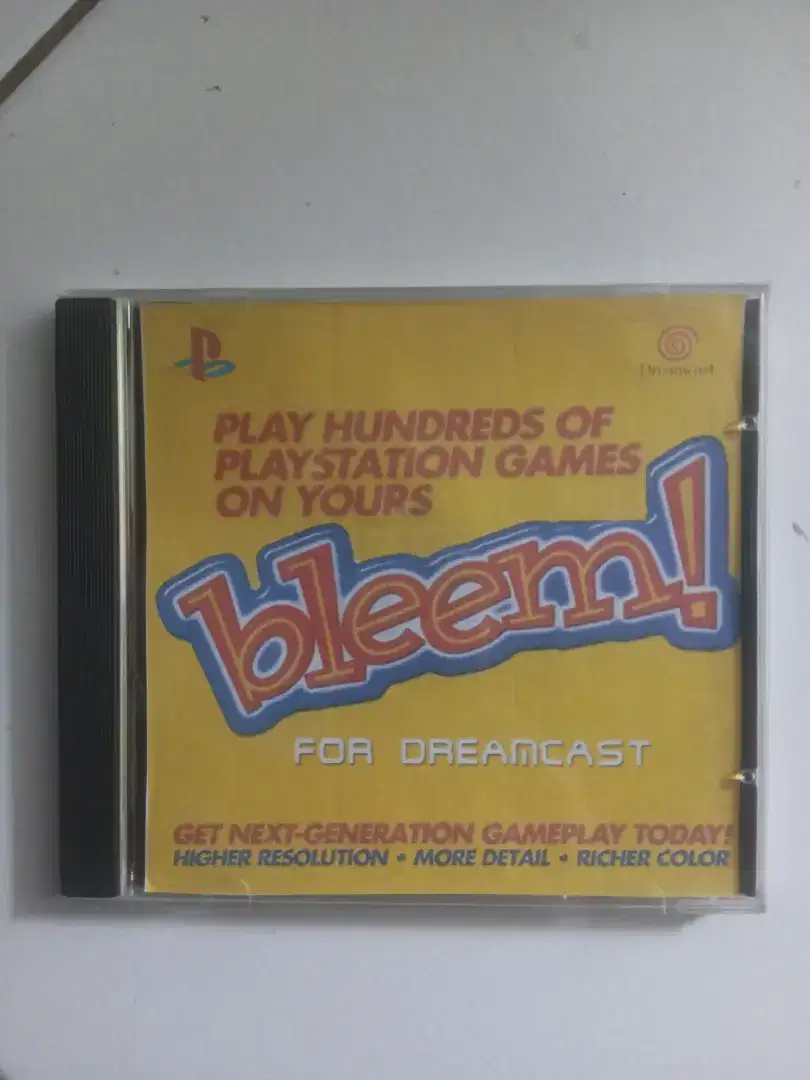 Dreamcast
PLAY HUNDREDS OF
PLAYSTATION GAMES
ON YOURS
bleem!
FOR DREAMCAST
GET NEXT-GENERATION GAMEPLAY TODAY!
HIGHER RESOLUTION • MORE DETAIL • RICHER COLOR